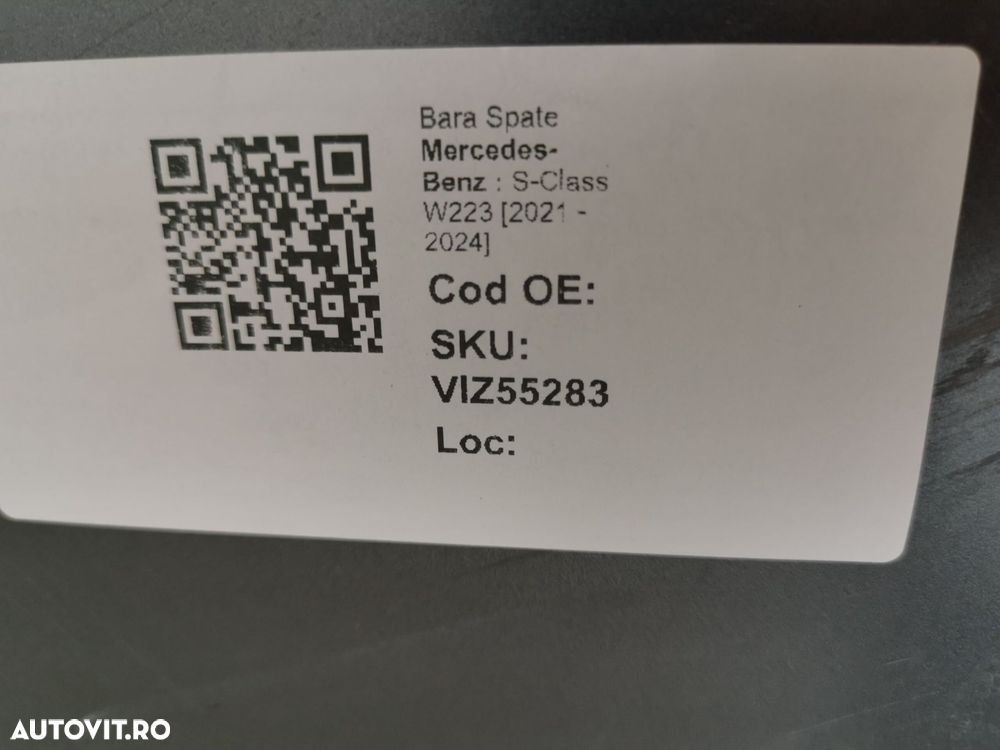 Bara Spate
Mercedes-
Benz : S-Class
W223 [2021 -
2024]
Cod OE:
SKU:
VIZ55283
Loc:
AUTOVIT.RO